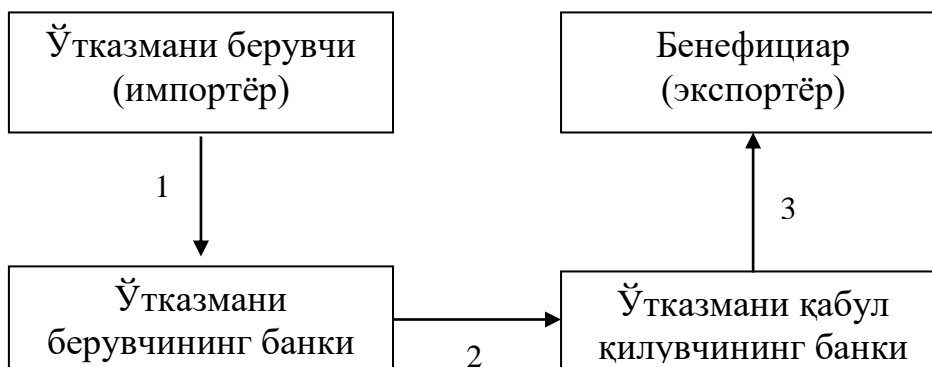 Ўтказмани берувчи
(импортёр)
Бенефициар
(экспортёр)
1
3
Ўтказмани
берувчининг банки
2
Ўтказмани қабул
қилувчининг банки